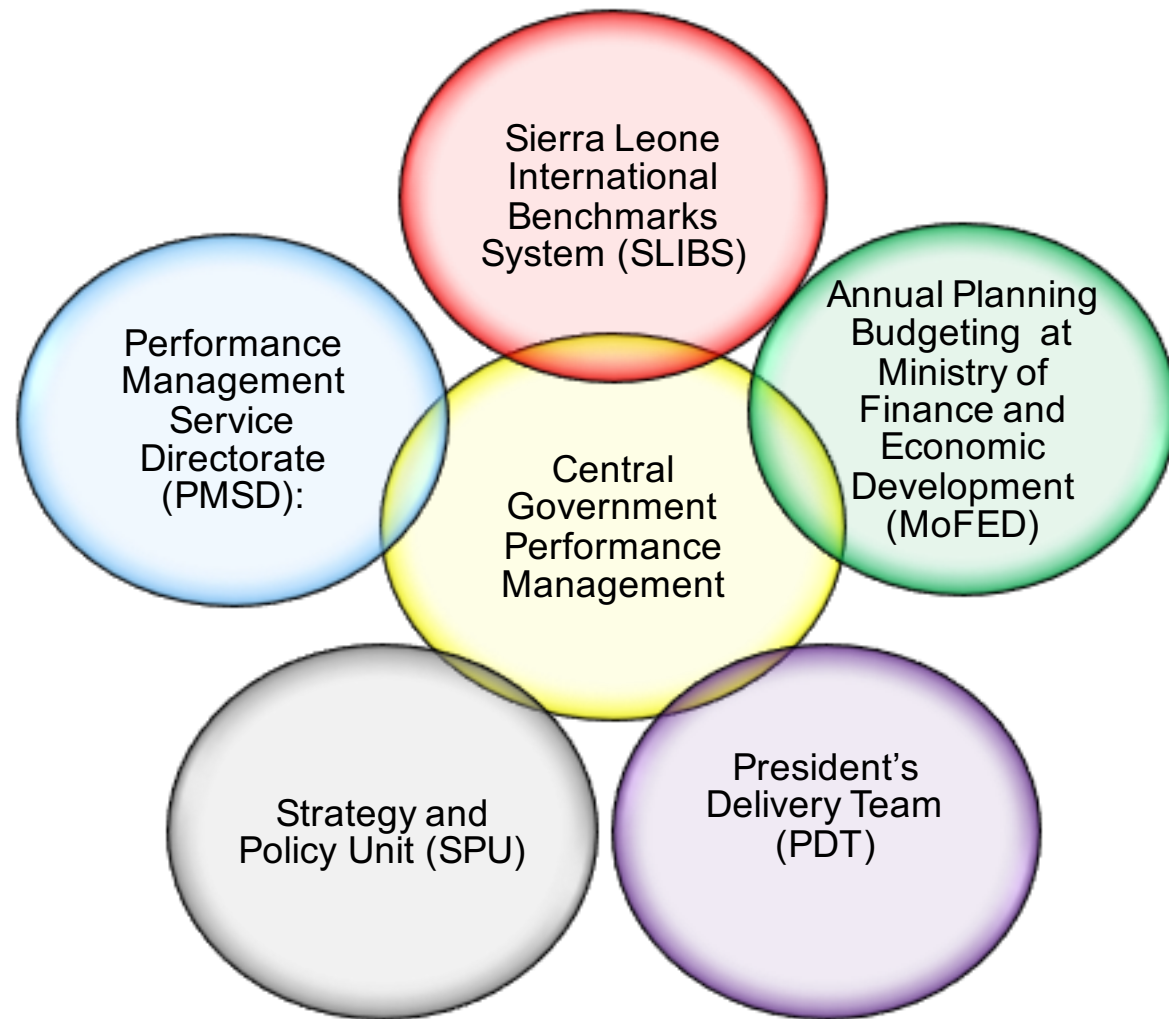 Sierra Leone
International
Benchmarks
System (SLIBS)
Annual Planning
Budgeting at
Ministry of
Finance and
Economic
Development
(MoFED)
Performance
Management
Service
Directorate
(PMSD):
Central
Government
Performance
Management
President’s
Delivery Team
(PDT)
Strategy and
Policy Unit (SPU)